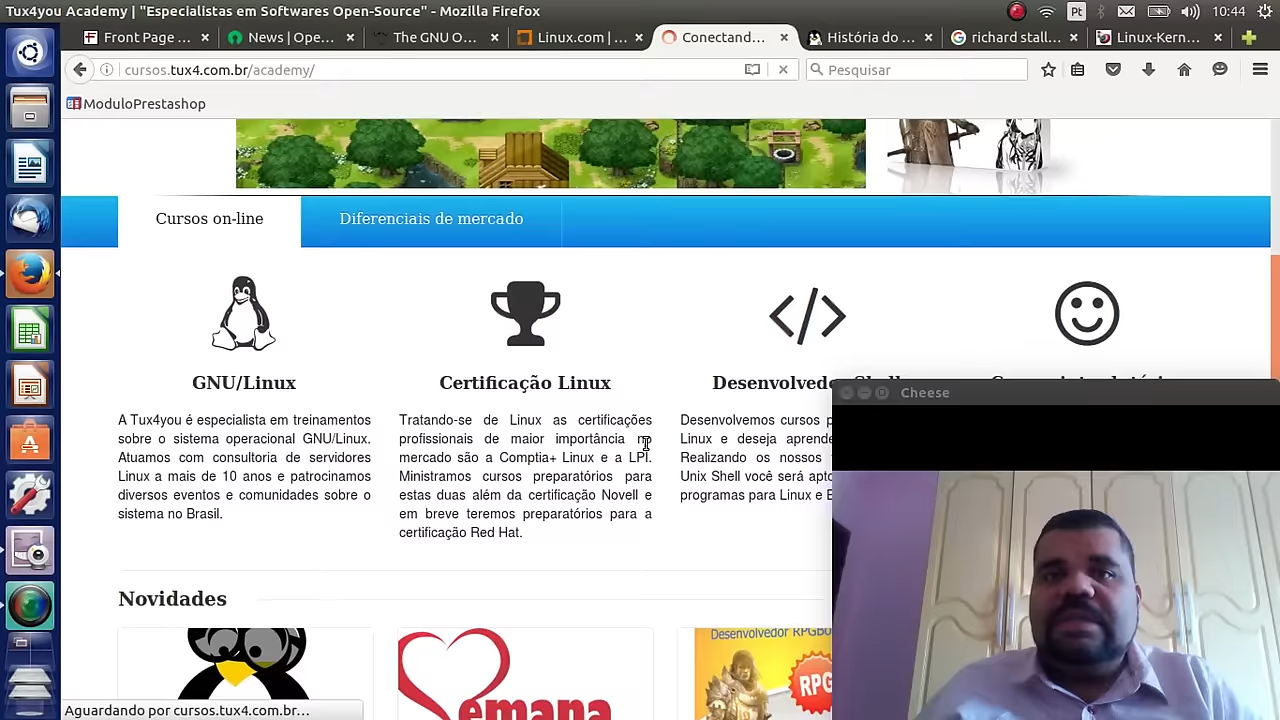 Tux4you Academy | "Especialistas em Softwares Open-Source" - Mozilla Firefox
Pt
10:44
Front Page ...
News | Ope...
The GNU O...
Linux.com | ...
Conectand...
História do ...
richard stall...
Linux-Kern...
cursos.tux4.com.br/academy/
Pesquisar
ModuloPrestashop
Cursos on-line
Diferenciais de mercado
GNU/Linux
A Tux4you é especialista em treinamentos
sobre o sistema operacional GNU/Linux.
Atuamos com consultoria de servidores
Linux a mais de 10 anos e patrocinamos
diversos eventos e comunidades sobre o
sistema no Brasil.
Certificação Linux
Tratando-se de Linux as certificações
profissionais de maior importância no
mercado são a Comptia+ Linux e a LPI.
Ministramos cursos preparatórios para
estas duas além da certificação Novell e
em breve teremos preparatórios para a
certificação Red Hat.
Desenvolvedo
Desenvolvemos cursos p
Linux e deseja aprende
Realizando os nossos
Unix Shell você será apto
programas para Linux e
Cheese
Novidades
Semana
Desenvolvedor RPGBo
RPG
Aguardando por cursos.tux4.com.br...